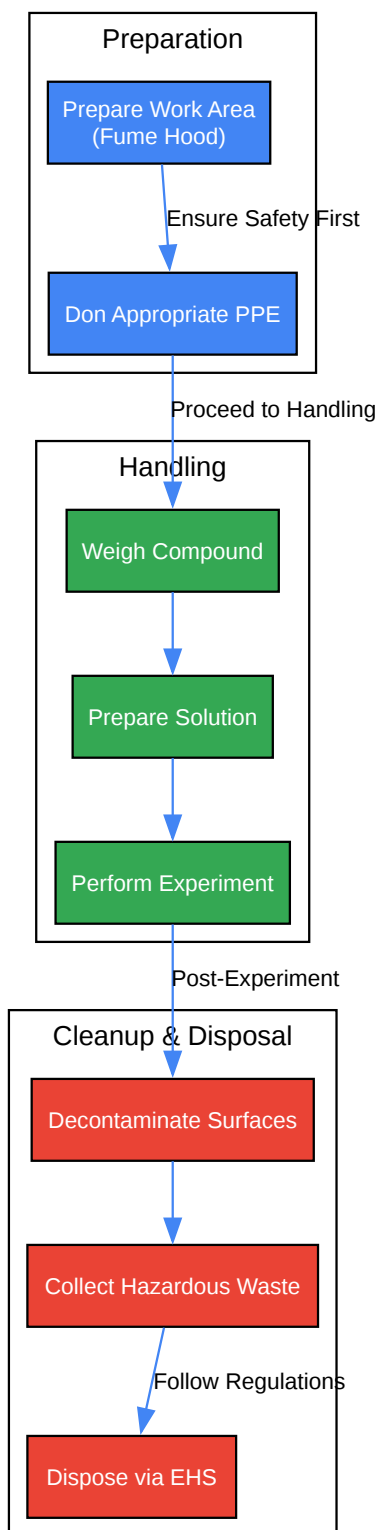 Preparation
Prepare Work Area
(Fume Hood)
Ensure Safety First
Don Appropriate PPE
Proceed to Handling
Handling
Weigh Compound
Prepare Solution
Perform Experiment
Post-Experiment
Cleanup & Disposal
Decontaminate Surfaces
Collect Hazardous Waste
Follow Regulations
Dispose via EHS